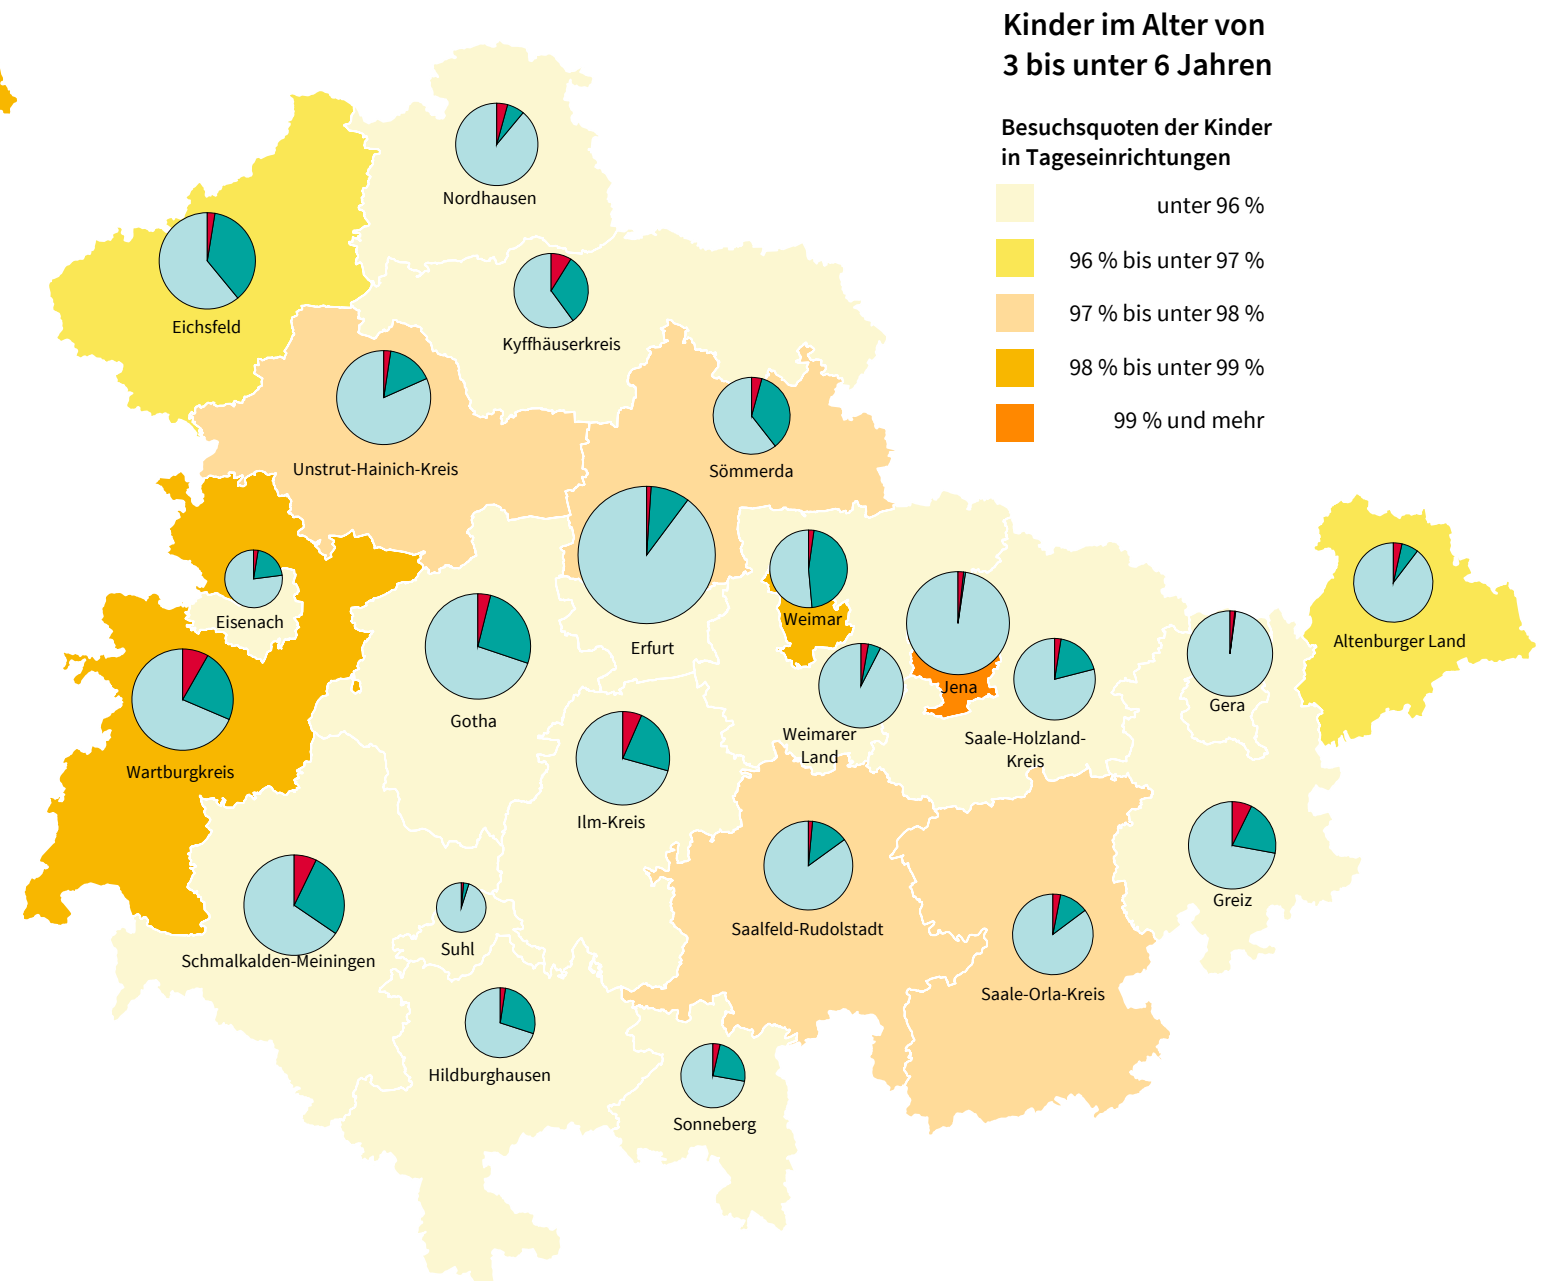 Kinder im Alter von
3 bis unter 6 Jahren
Besuchsquoten der Kinder
in Tageseinrichtungen
unter 96 %
96 % bis unter 97 %
97 % bis unter 98 %
98 % bis unter 99 %
99 % und mehr
Nordhausen
Eichsfeld
Kyffhäuserkreis
Unstrut-Hainich-Kreis
Sömmerda
Eisenach
Weimar
Erfurt
Altenburger Land
Jena
Gera
Gotha
Weimarer
Land
Saale-Holzland-
Kreis
Wartburgkreis
Ilm-Kreis
Greiz
Saalfeld-Rudolstadt
Suhl
Schmalkalden-Meiningen
Saale-Orla-Kreis
Hildburghausen
Sonneberg